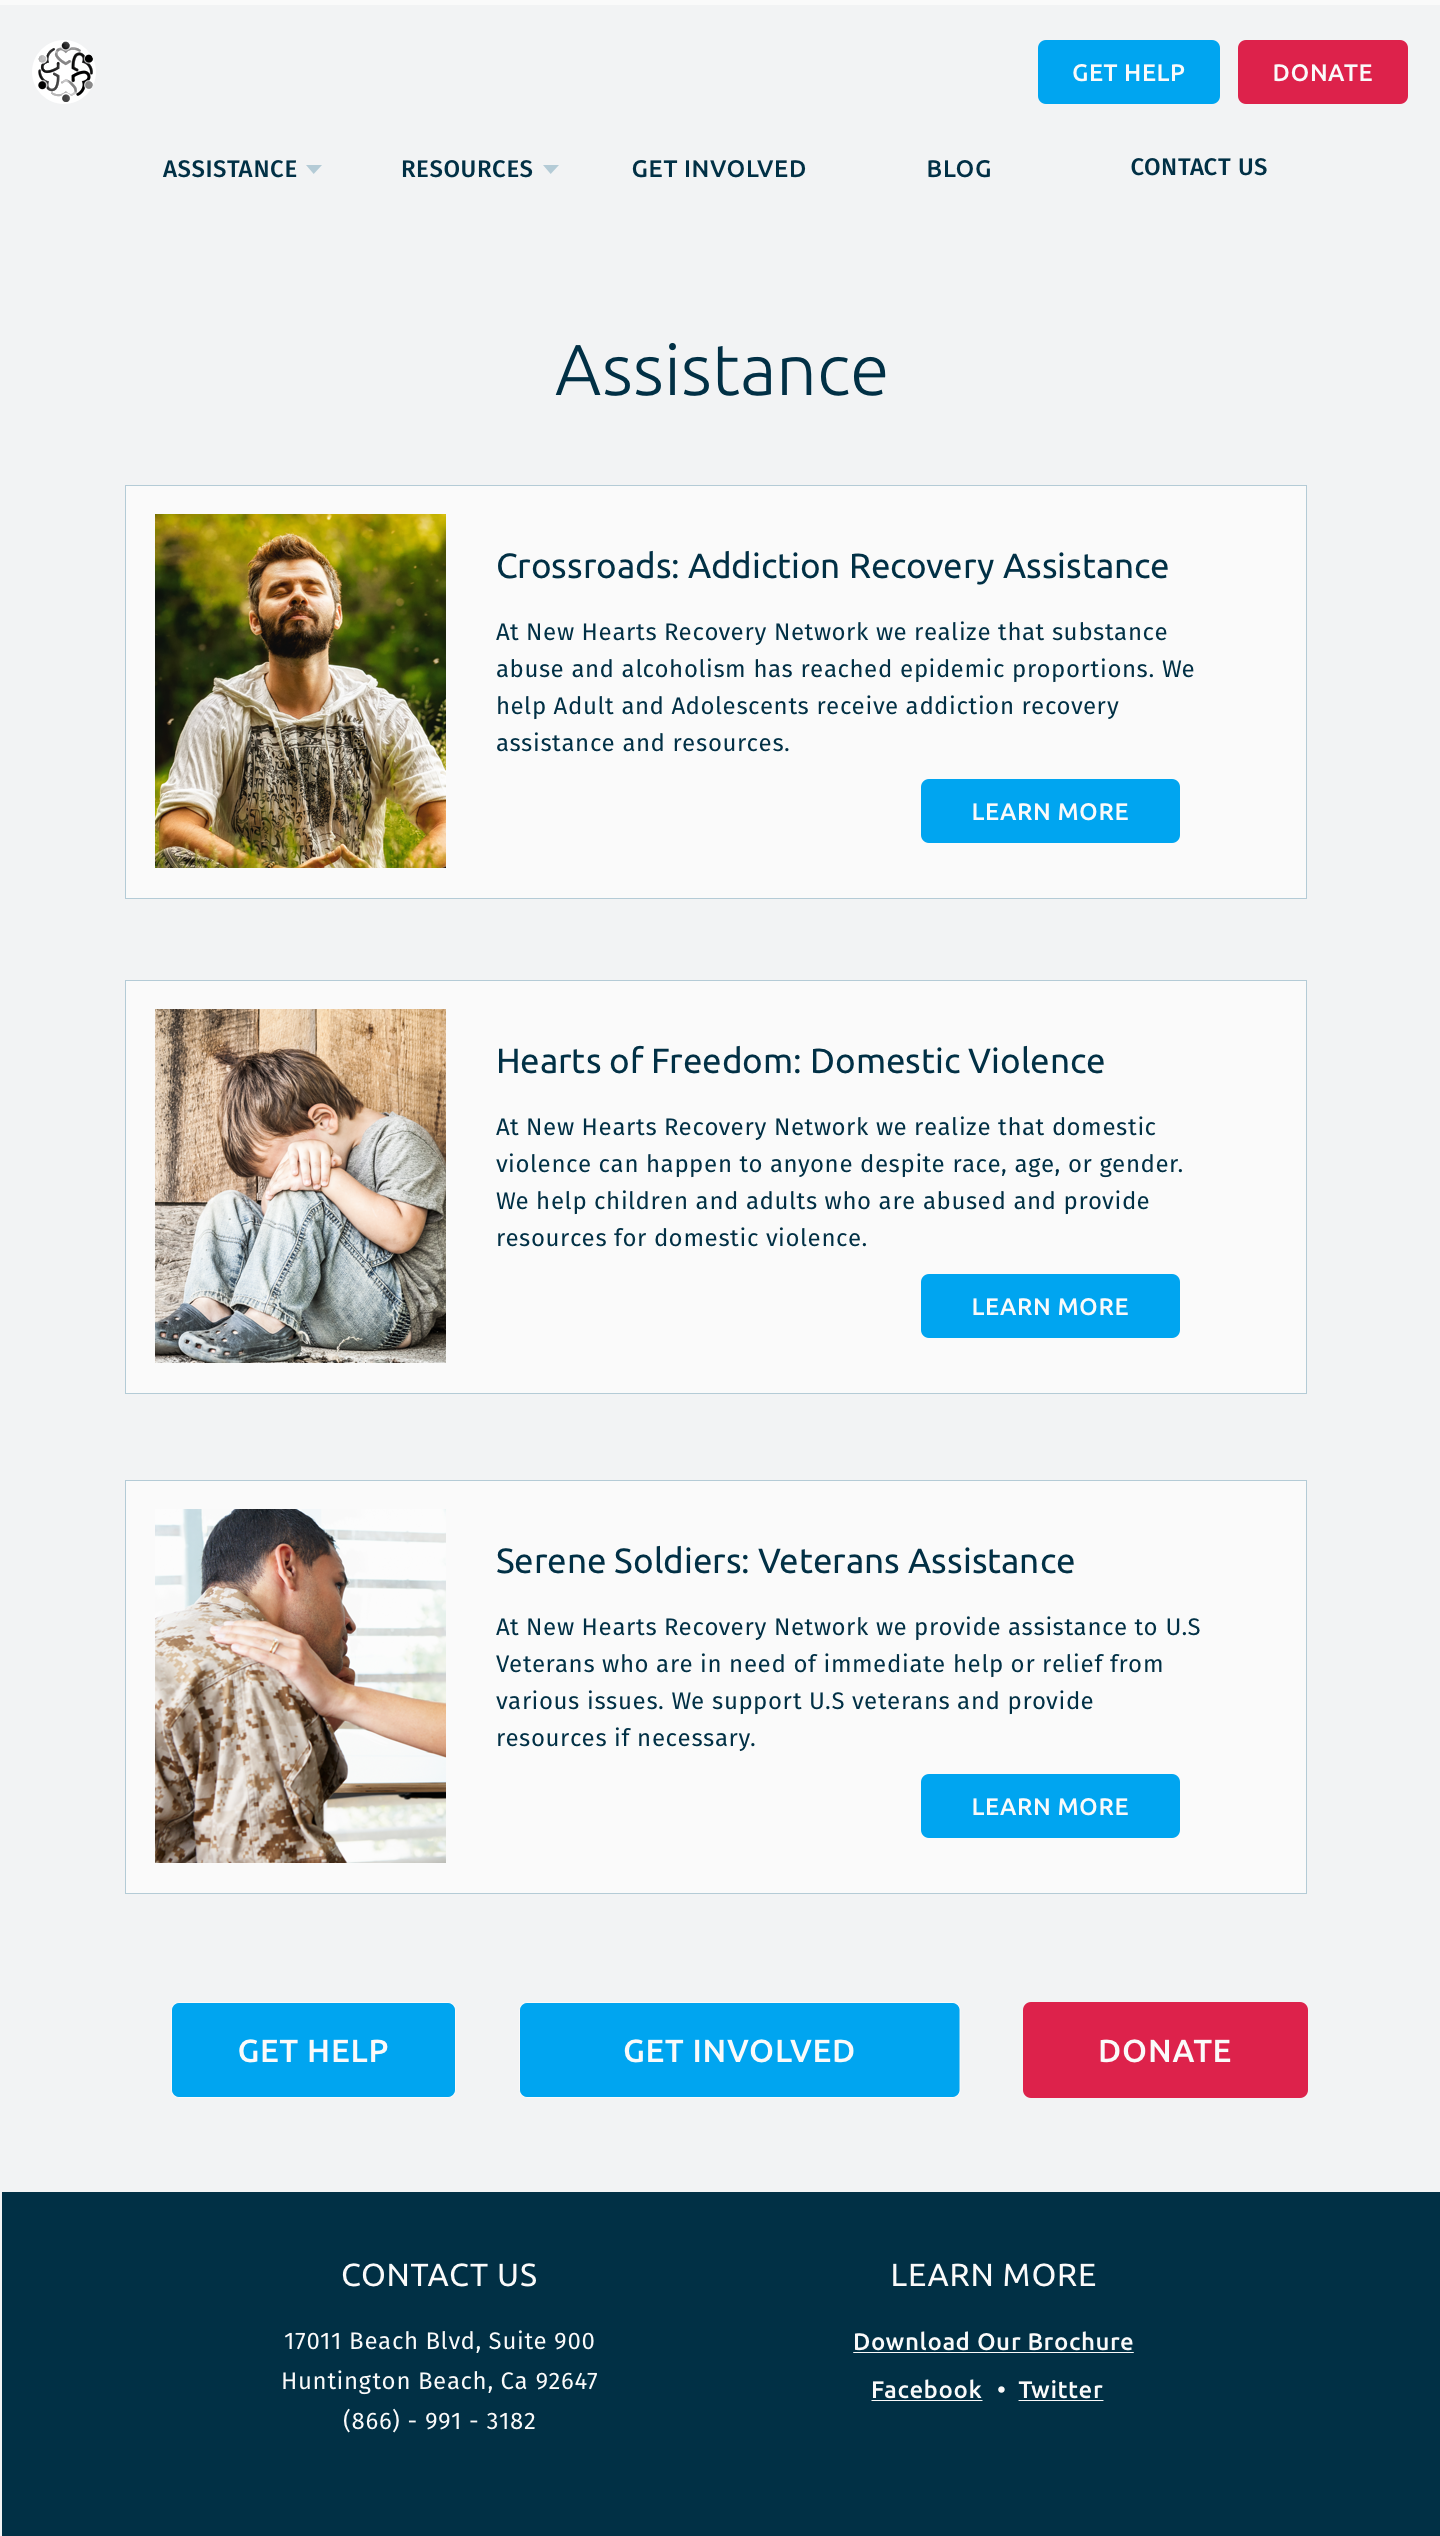 GET HELP
DONATE
ASSISTANCE
RESOURCES
GET INVOLVED
BLOG
CONTACT US
Assistance
Crossroads: Addiction Recovery Assistance
At New Hearts Recovery Network we realize that substance
abuse and alcoholism has reached epidemic proportions. We
help Adult and Adolescents receive addiction recovery
assistance and resources.
LEARN MORE
Hearts of Freedom: Domestic Violence
At New Hearts Recovery Network we realize that domestic
violence can happen to anyone despite race, age, or gender.
We help children and adults who are abused and provide
resources for domestic violence.
LEARN MORE
Serene Soldiers: Veterans Assistance
At New Hearts Recovery Network we provide assistance to U.S
Veterans who are in need of immediate help or relief from
various issues. We support U.S veterans and provide
resources if necessary.
LEARN MORE
GET HELP
GET INVOLVED
DONATE
CONTACT US
17011 Beach Blvd, Suite 900
Huntington Beach, Ca 92647
(866) - 991 - 3182
LEARN MORE
Download Our Brochure
Facebook • Twitter